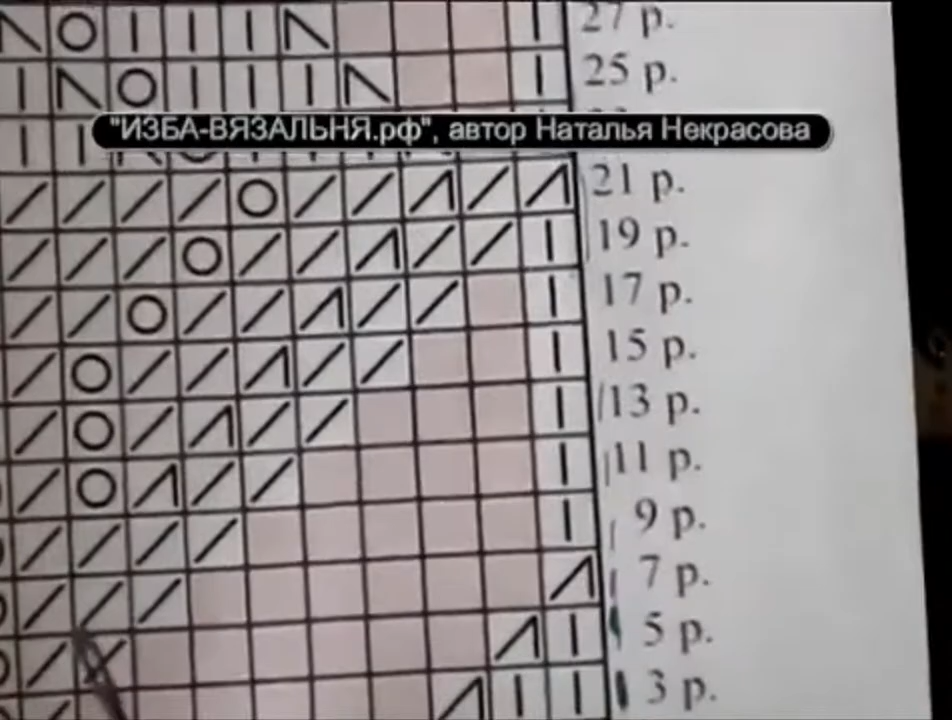 27 р.
25 р.
"ИЗБА-ВЯЗАЛЬНЯ.рф", автор Наталья Некрасова
21 р.
19 р.
17 р.
15 р.
13 р.
11 р.
9 р.
7 р.
5 р.
3 р.